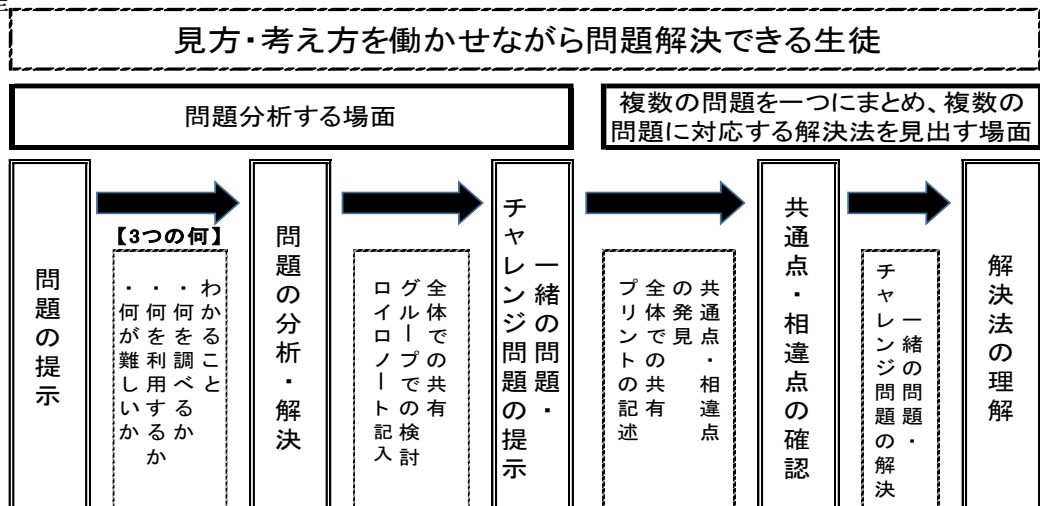 見方・考え方を働かせながら問題解決できる生徒
問題分析する場面
複数の問題を一つにまとめ、複数の
問題に対応する解決法を見出す場面
問題の提示
【3つの何】
わかること
・何を調べるか
・何を利用するか
・何が難しいか
問題の分析・解決
全体での共有
グループでの検討
ロイロノート記入
一緒の問題・
チャレンジ問題の提示
共通点・相違点
の発見
全体での共有
プリントの記述
共通点・相違点の確認
一緒の問題・
チャレンジ問題の解決
解決法の理解